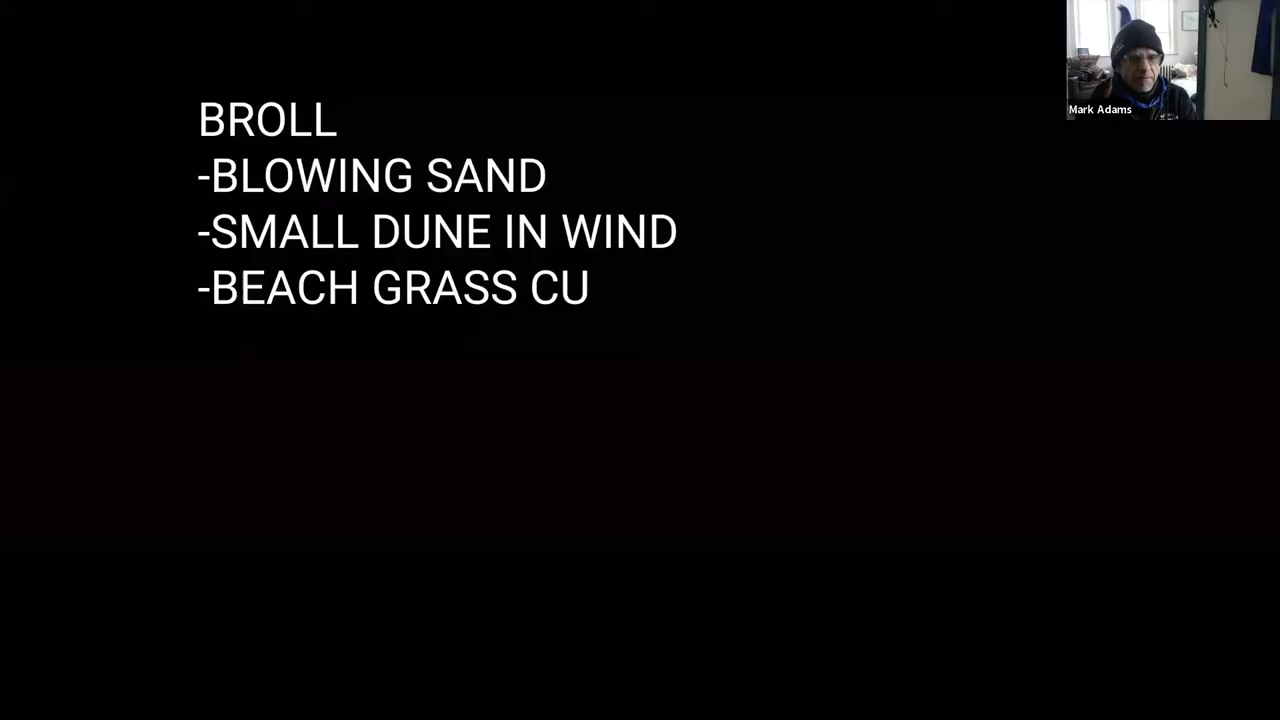 BROLL
-BLOWING SAND
-SMALL DUNE IN WIND
-BEACH GRASS CU
Mark Adams